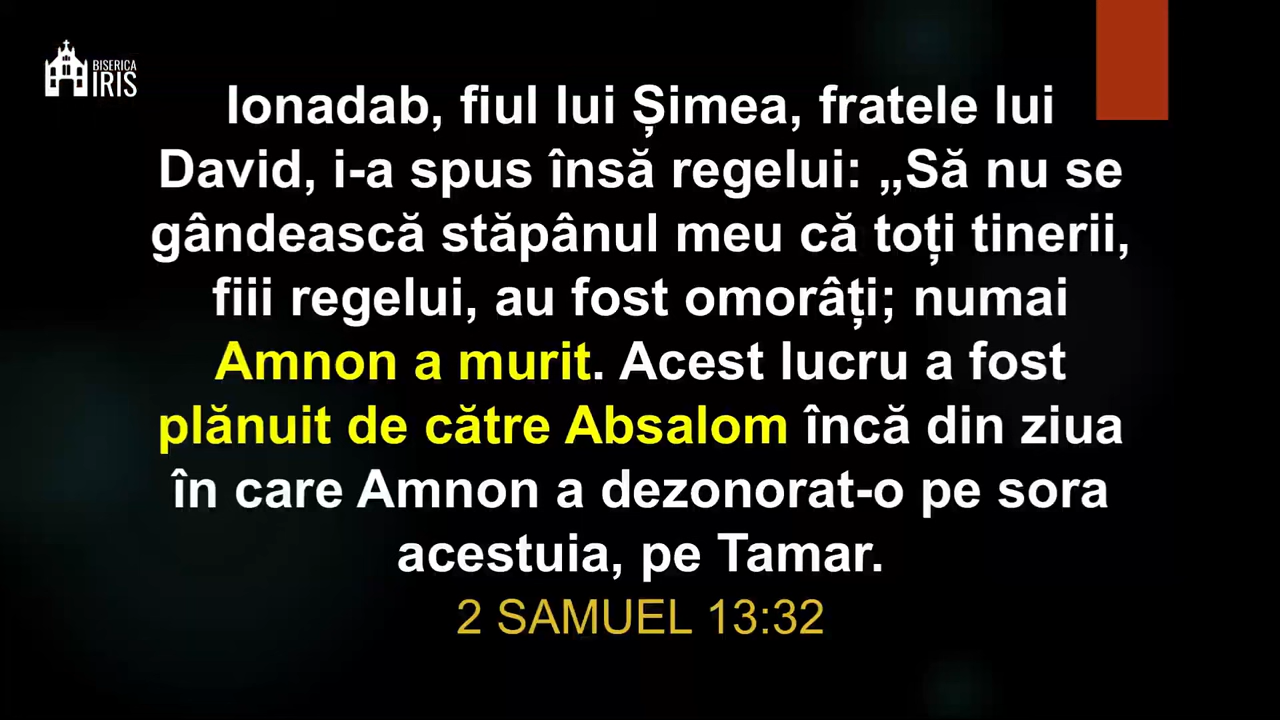 BISERICA
IRIS
Ionadab, fiul lui Șimea, fratele lui
David, i-a spus însă regelui: „Să nu se
gândească stăpânul meu că toți tinerii,
fiii regelui, au fost omorâți; numai
Amnon a murit. Acest lucru a fost
plănuit de către Absalom încă din ziua
în care Amnon a dezonorat-o pe sora
acestuia, pe Tamar.
2 SAMUEL 13:32